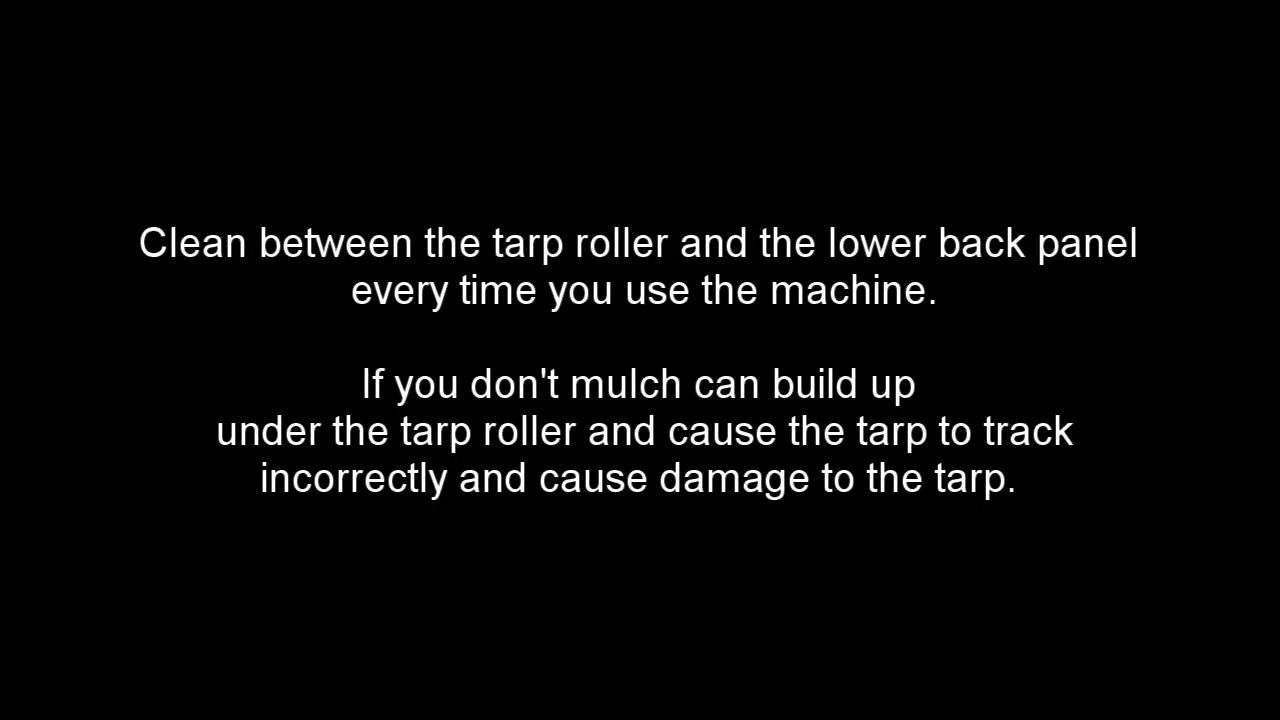 Clean between the tarp roller and the lower back panel
every time you use the machine.
If you don't mulch can build up
under the tarp roller and cause the tarp to track
incorrectly and cause damage to the tarp.